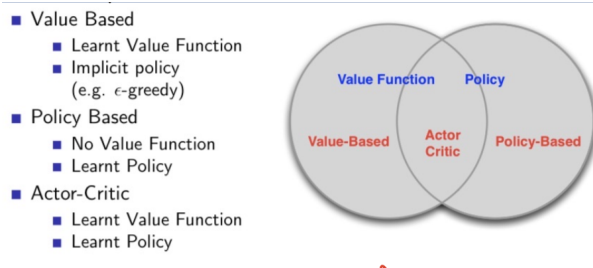 Value Based
Learnt Value Function
Implicit policy
(e.g. ϵ-greedy)
Policy Based
No Value Function
Learnt Policy
Actor-Critic
Learnt Value Function
Learnt Policy
Value Function
Policy
Value-Based
Actor
Critic
Policy-Based